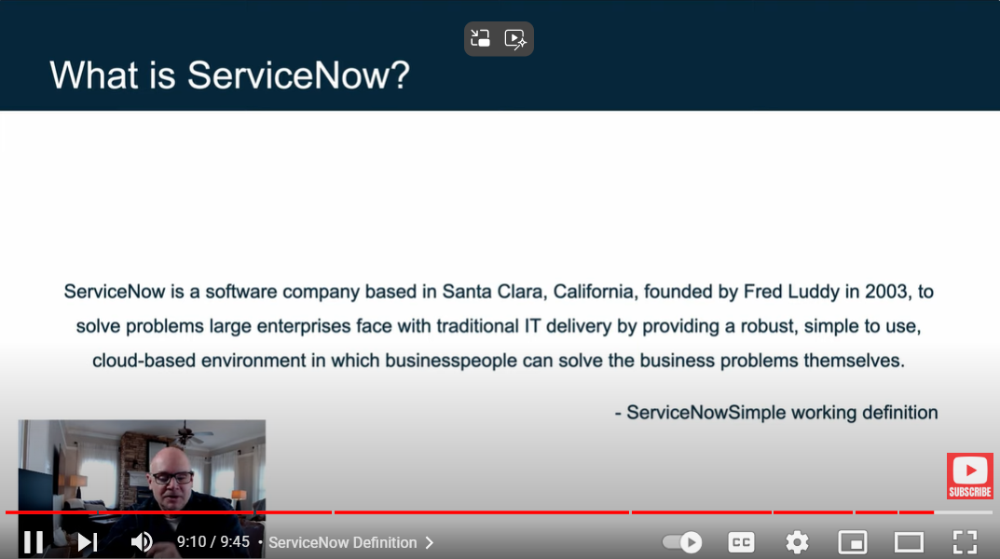 What is ServiceNow?
ServiceNow is a software company based in Santa Clara, California, founded by Fred Luddy in 2003, to
solve problems large enterprises face with traditional IT delivery by providing a robust, simple to use,
cloud-based environment in which businesspeople can solve the business problems themselves.
- ServiceNowSimple working definition
SUBSCRIBE
9:10 / 9:45 • ServiceNow Definition
CC